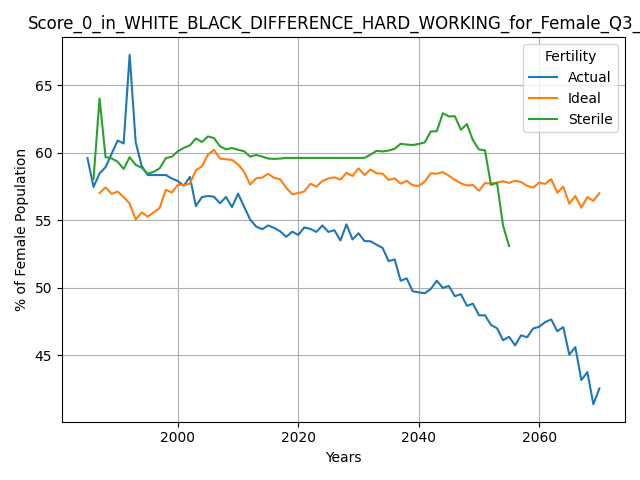 Score_0_in_WHITE_BLACK_DIFFERENCE_HARD_WORKING_for_Female_Q3_
Fertility
Actual
Ideal
Sterile
% of Female Population
65
60
55
50
45
2000 2020 2040 2060
Years